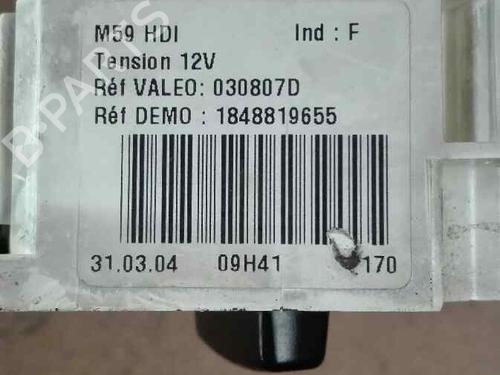 M59 HDI Ind : F
Tension 12V
Réf VALEO: 030807D
Réf DEMO : 1848819655
31.03.04 09H41 170
B-Parts